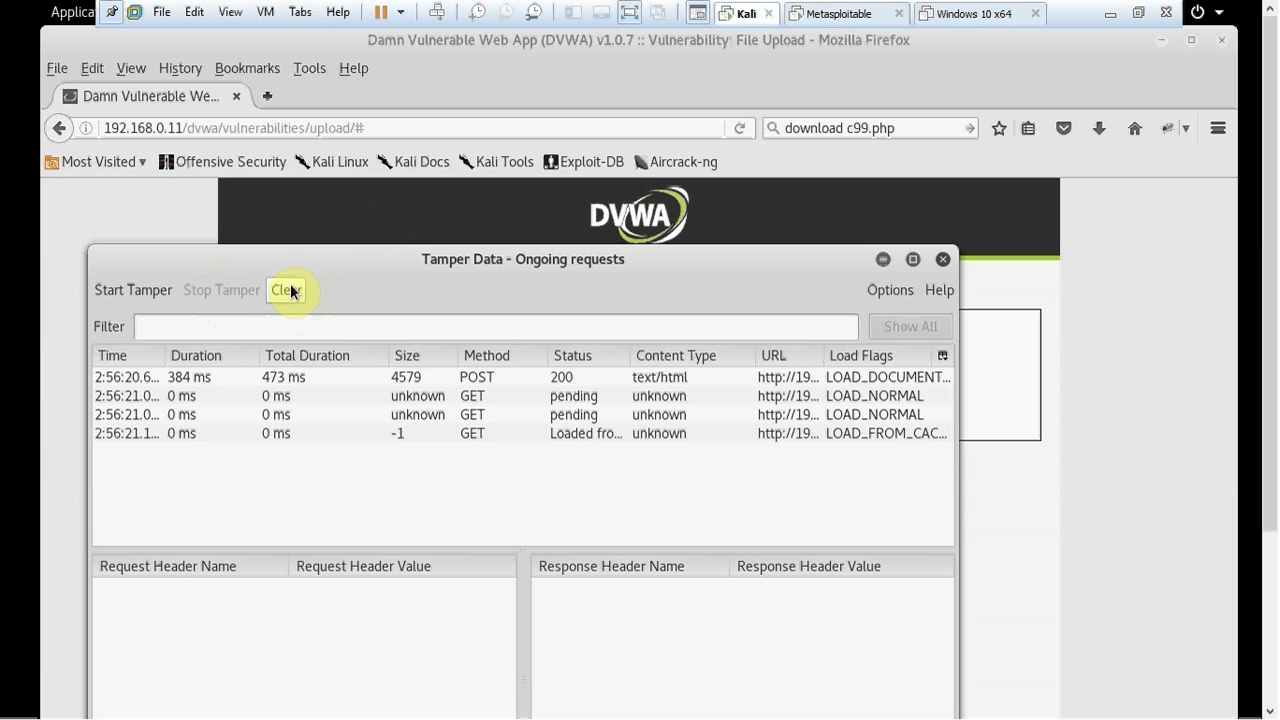 Applicat File Edit View VM Tabs Help Kali Metasploitable Windows 10 x64
Damn Vulnerable Web App (DVWA) v1.0.7 :: Vulnerability: File Upload - Mozilla Firefox
File Edit View History Bookmarks Tools Help
Damn Vulnerable We...
192.168.0.11/dvwa/vulnerabilities/upload/# download c99.php
Most Visited Offensive Security Kali Linux Kali Docs Kali Tools Exploit-DB Aircrack-ng
DVWA
Tamper Data - Ongoing requests
Start Tamper Stop Tamper Clear Options Help
Filter Show All
Time Duration Total Duration Size Method Status Content Type URL Load Flags
2:56:20.6... 384 ms 473 ms 4579 POST 200 text/html http://19... LOAD_DOCUMENT...
2:56:21.0... 0 ms 0 ms unknown GET pending unknown http://19... LOAD_NORMAL
2:56:21.0... 0 ms 0 ms unknown GET pending unknown http://19... LOAD_NORMAL
2:56:21.1... 0 ms 0 ms -1 GET Loaded fro... unknown http://19... LOAD_FROM_CAC...
Request Header Name Request Header Value Response Header Name Response Header Value